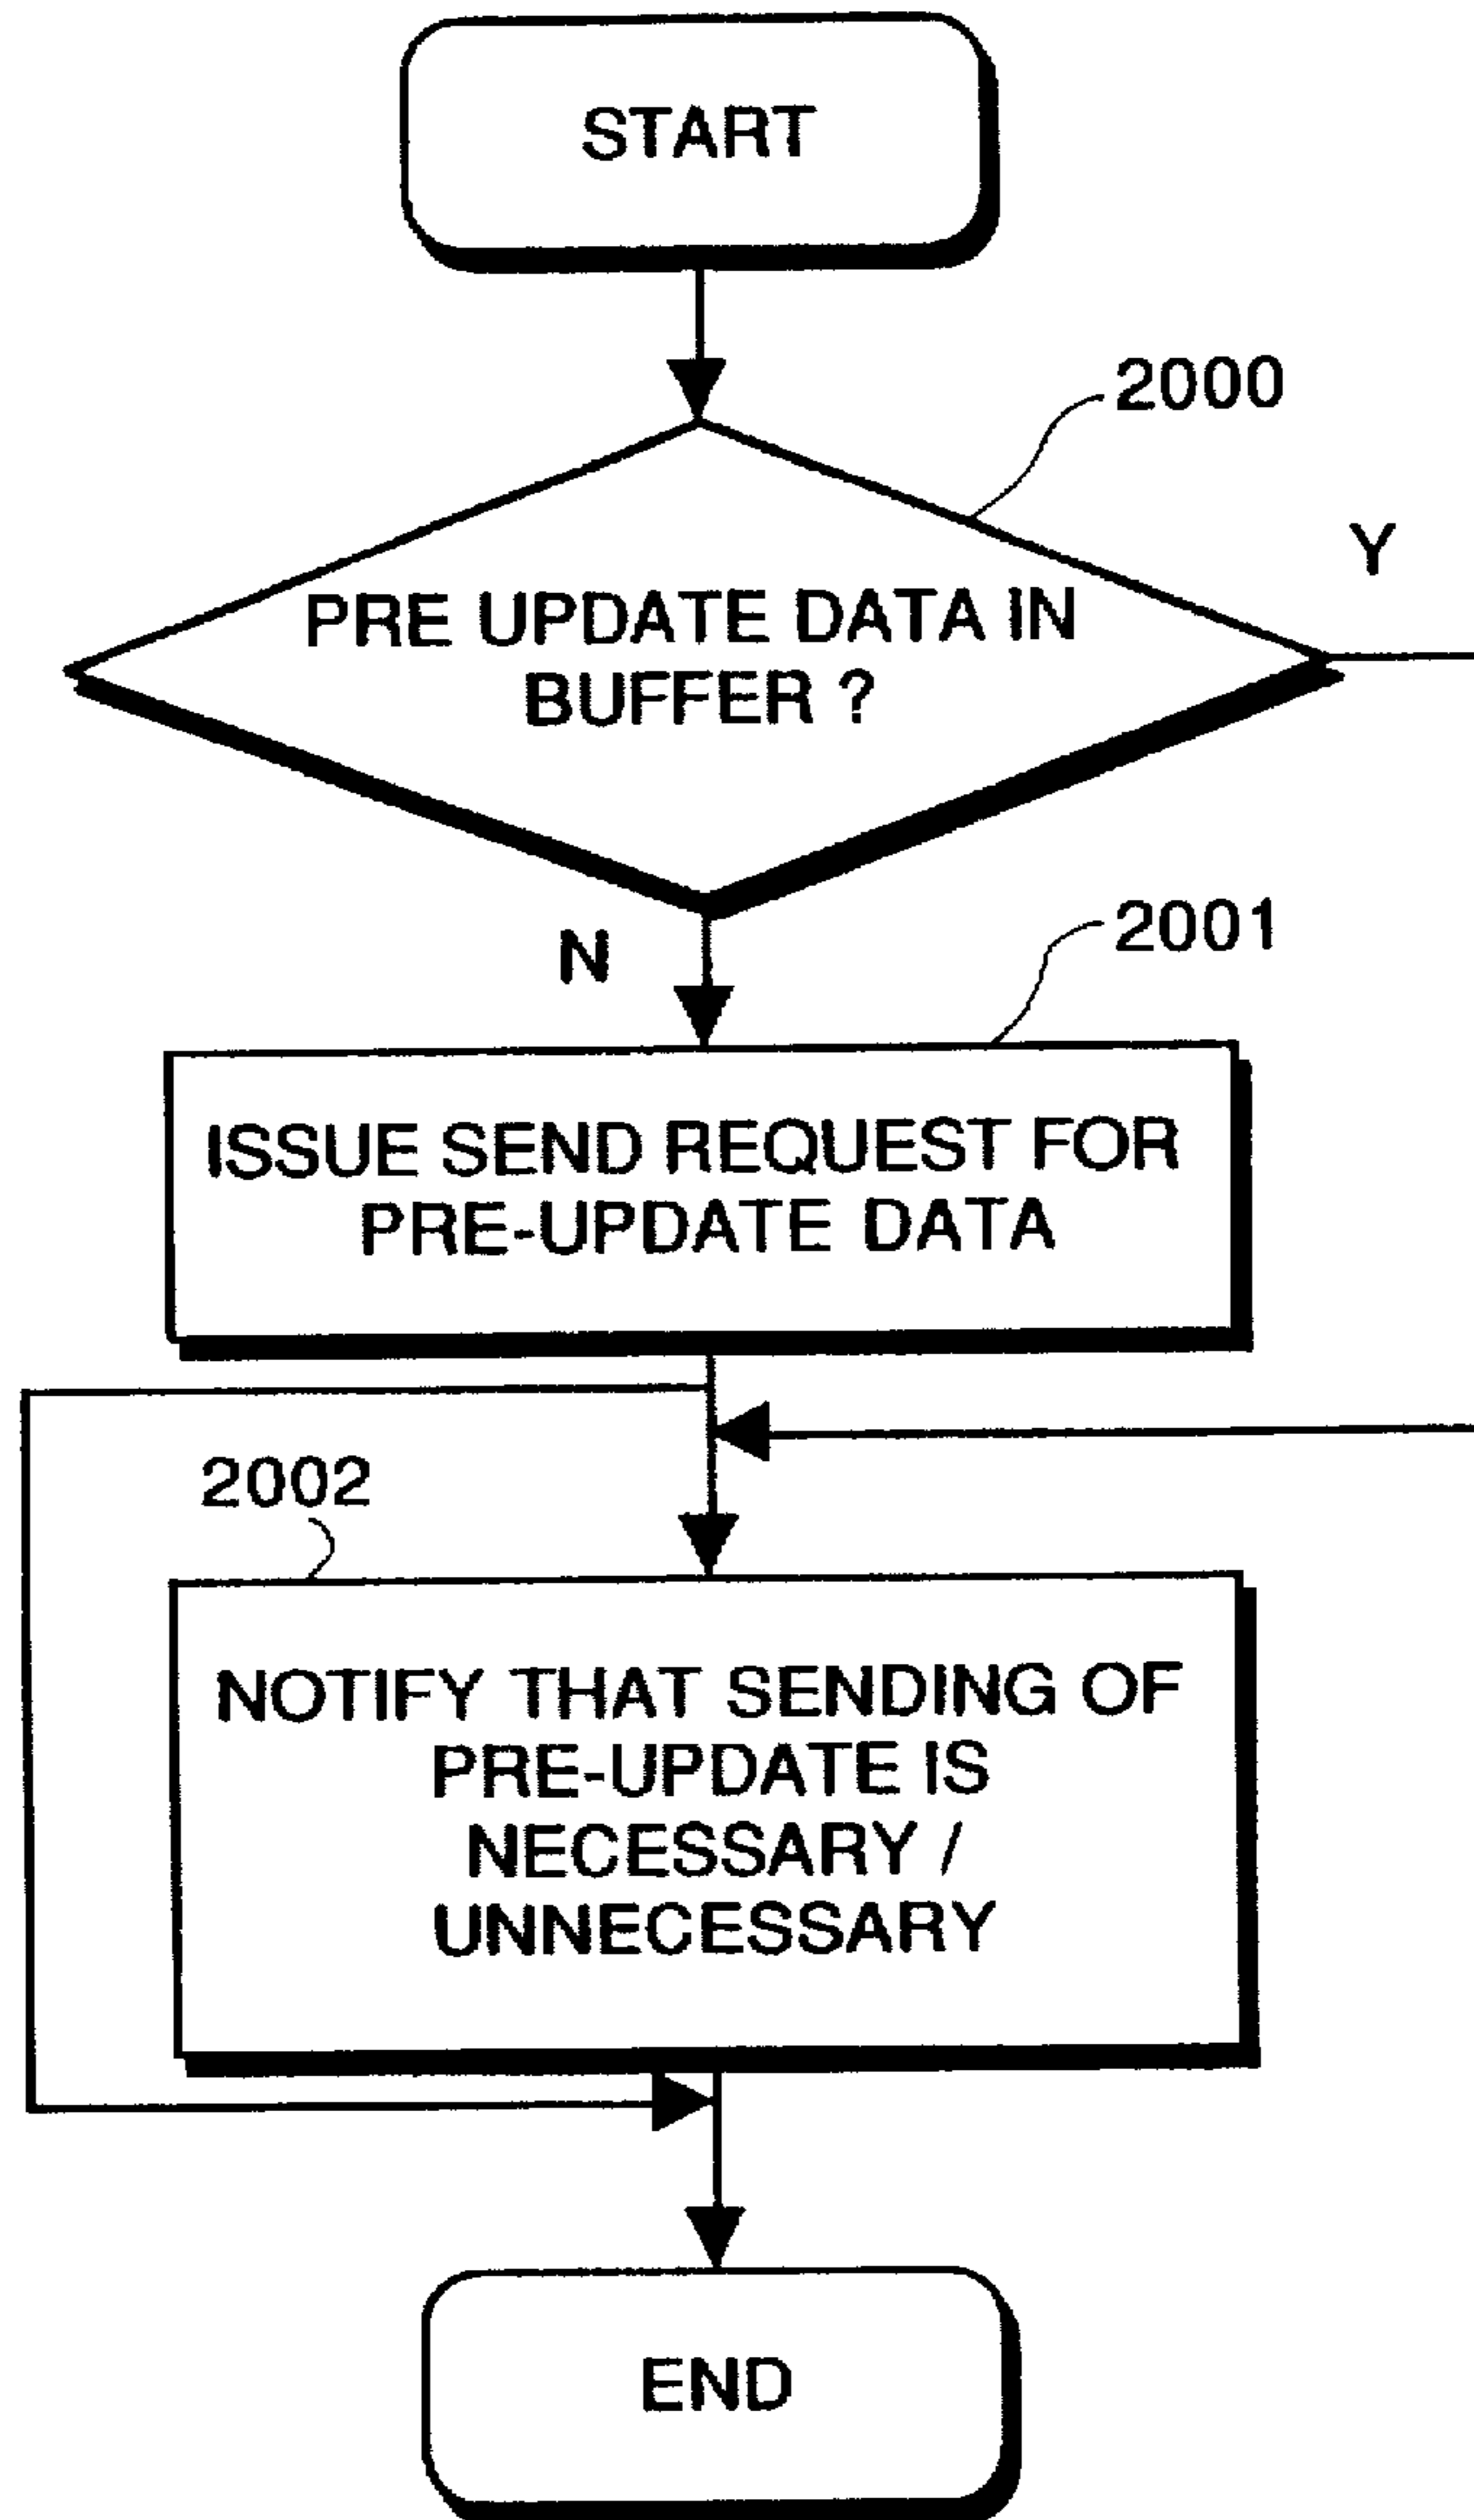 START
2000
Y
PRE UPDATE DATA IN
BUFFER ?
N
2001
ISSUE SEND REQUEST FOR
PRE-UPDATE DATA
2002
NOTIFY THAT SENDING OF
PRE-UPDATE IS
NECESSARY /
UNNECESSARY
END